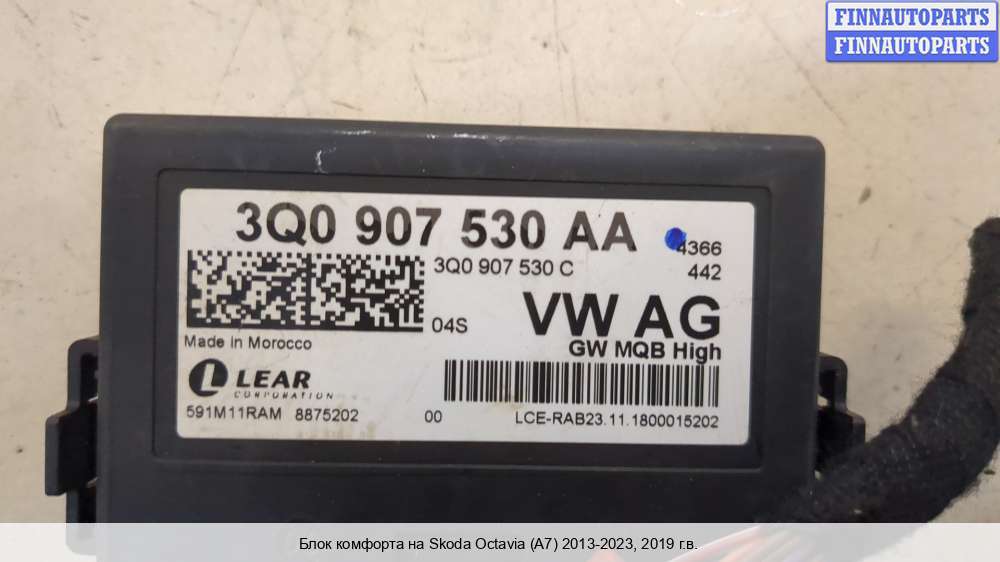 FINNAUTOPARTS
FINNAUTOPARTS
3Q0 907 530 AA
4366
3Q0 907 530 C
442
04S
VW AG
Made in Morocco
GW MQB High
LEAR
CORPORATION
591M11RAM 8875202
00
LCE-RAB23.11.1800015202
Блок комфорта на Skoda Octavia (A7) 2013-2023, 2019 г.в.